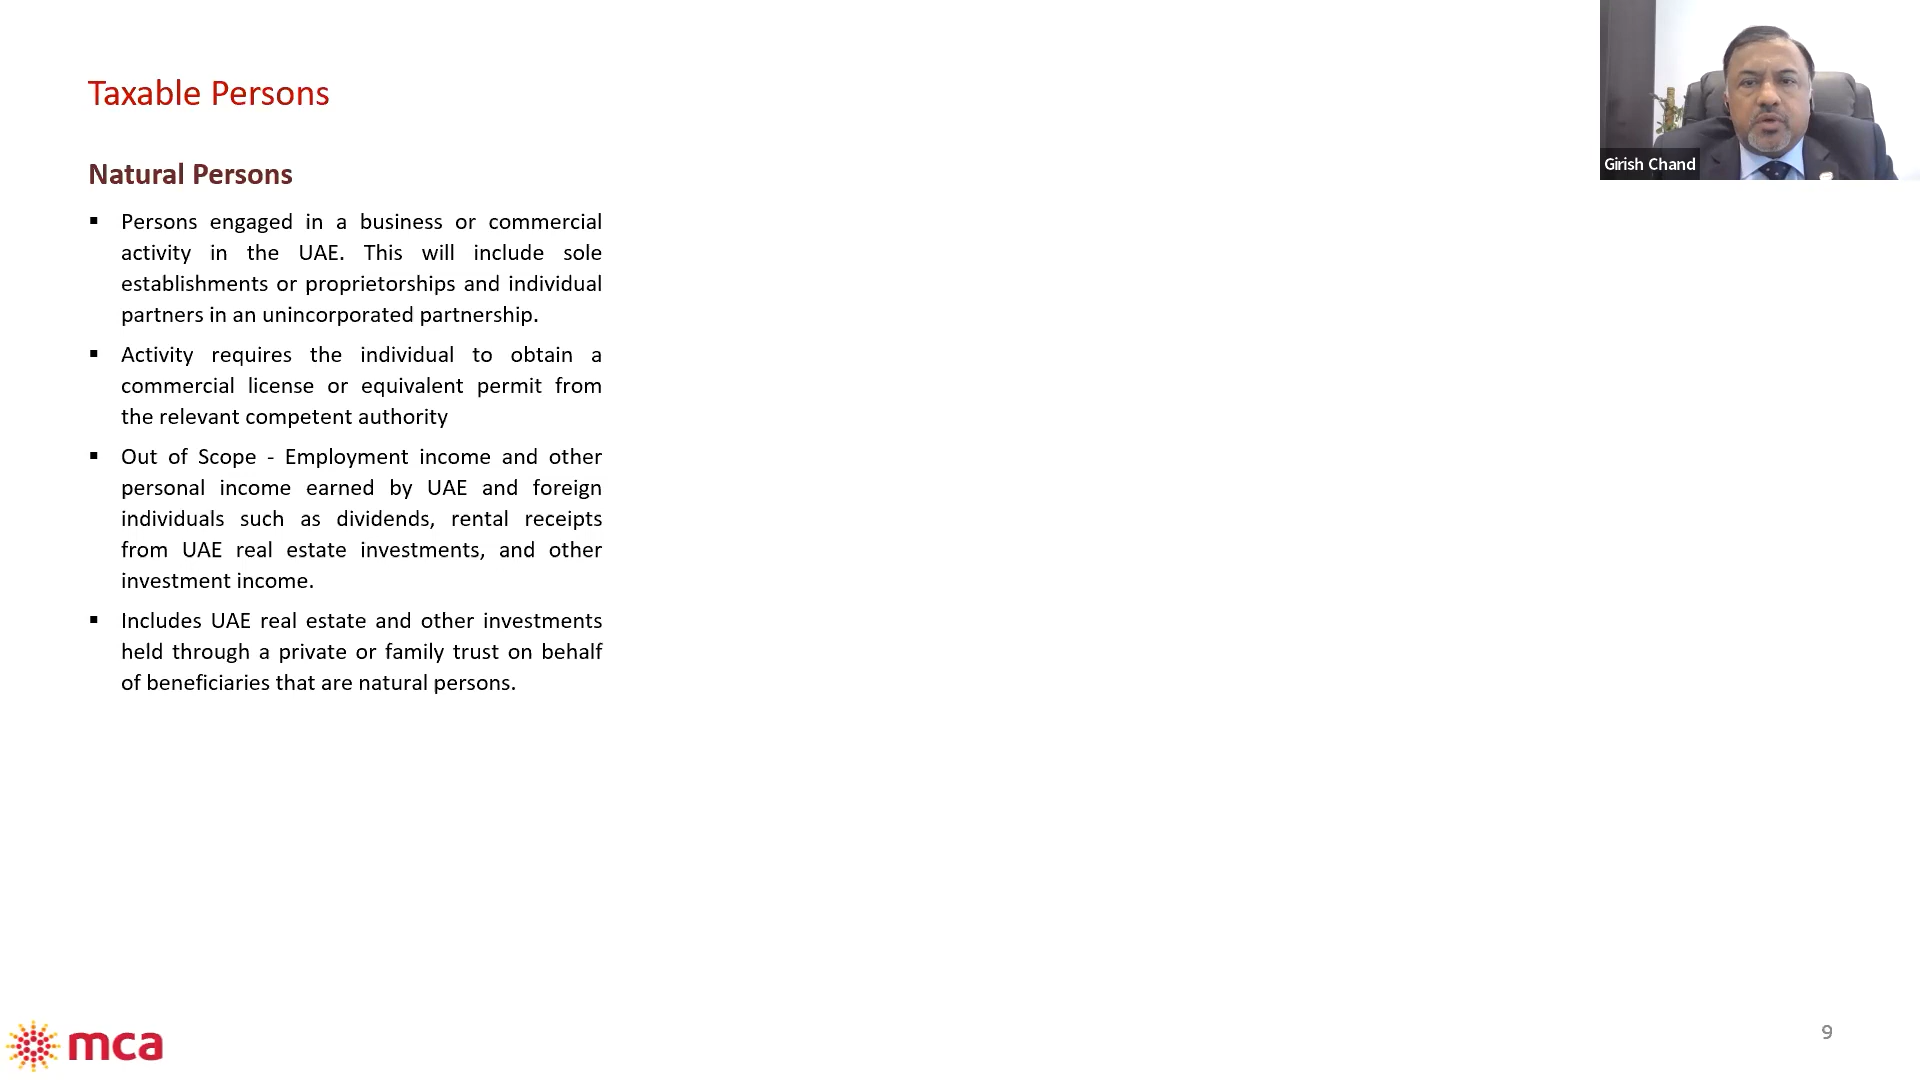 Taxable Persons
Girish Chand
Natural Persons
▪ Persons engaged in a business or commercial
activity in the UAE. This will include sole
establishments or proprietorships and individual
partners in an unincorporated partnership.
▪ Activity requires the individual to obtain a
commercial license or equivalent permit from
the relevant competent authority
▪ Out of Scope - Employment income and other
personal income earned by UAE and foreign
individuals such as dividends, rental receipts
from UAE real estate investments, and other
investment income.
▪ Includes UAE real estate and other investments
held through a private or family trust on behalf
of beneficiaries that are natural persons.
mca
9